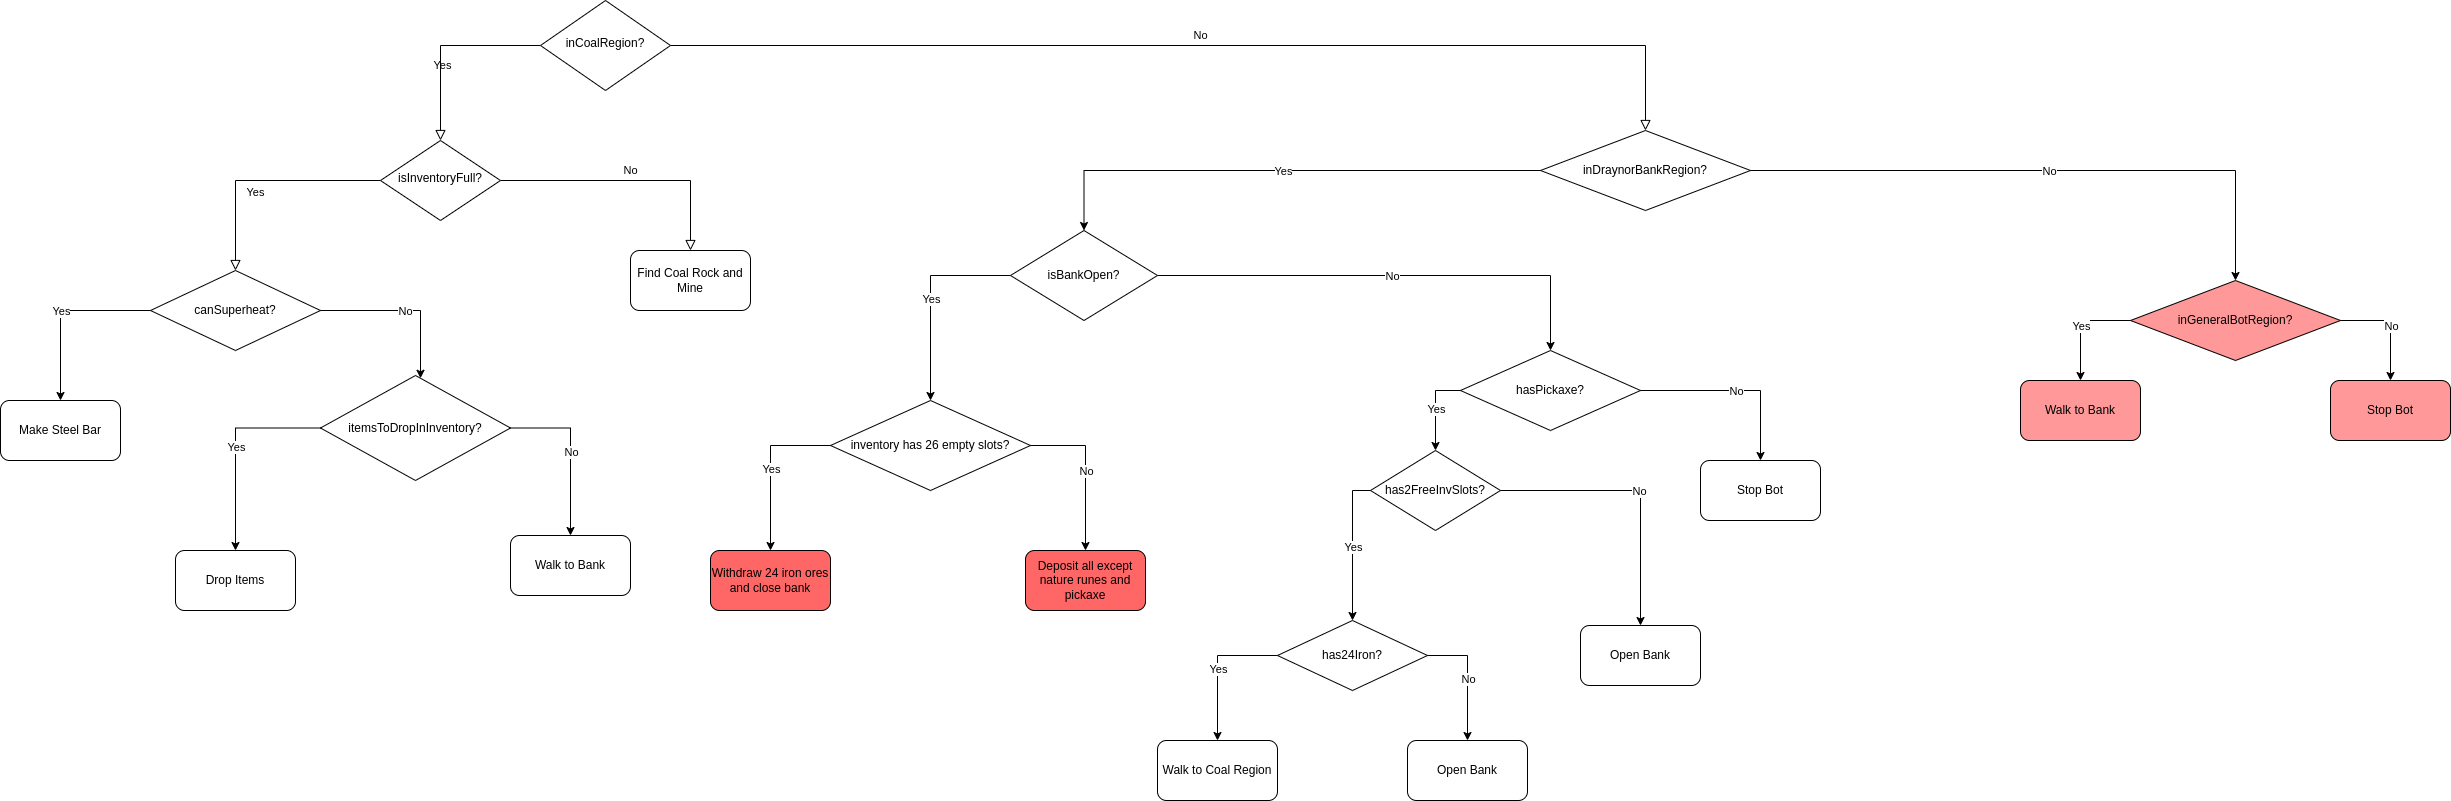 inCoalRegion?
No
Yes
inDraynorBankRegion?
Yes
No
isInventoryFull?
Yes
No
Find Coal Rock and
Mine
isBankOpen?
Yes
No
canSuperheat?
Yes
No
inGeneralBotRegion?
Yes
No
Make Steel Bar
itemsToDropInInventory?
Yes
No
inventory has 26 empty slots?
Yes
No
hasPickaxe?
Yes
No
Walk to Bank
Stop Bot
has2FreeInvSlots?
Yes
No
Stop Bot
Drop Items
Walk to Bank
Withdraw 24 iron ores
and close bank
Deposit all except
nature runes and
pickaxe
has24Iron?
Yes
No
Open Bank
Walk to Coal Region
Open Bank